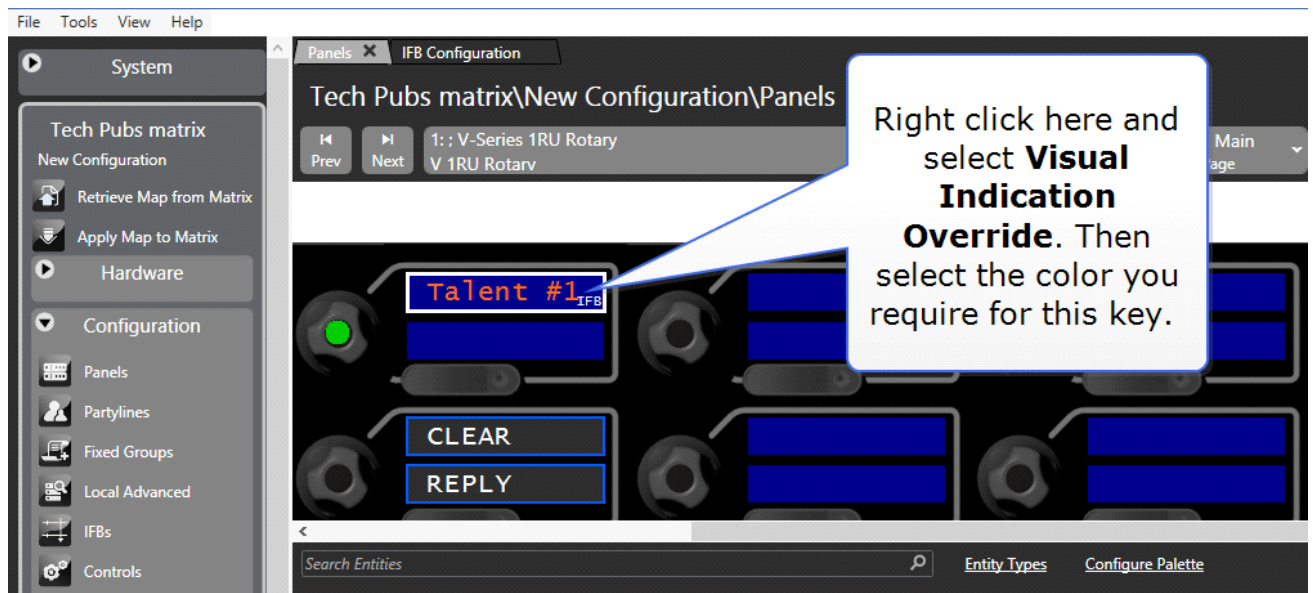 File Tools View Help
System
Tech Pubs matrix
New Configuration
Retrieve Map from Matrix
Apply Map to Matrix
Hardware
Configuration
Panels
Partylines
Fixed Groups
Local Advanced
IFBs
Controls
Panels IFB Configuration
Tech Pubs matrix\New Configuration\Panels
Prev
Next
1: ; V-Series 1RU Rotary
V 1RU Rotary
Main
Right click here and
select Visual
Indication
Override. Then
select the color you
require for this key.
Talent #1 IFB
CLEAR
REPLY
Search Entities
Entity Types
Configure Palette